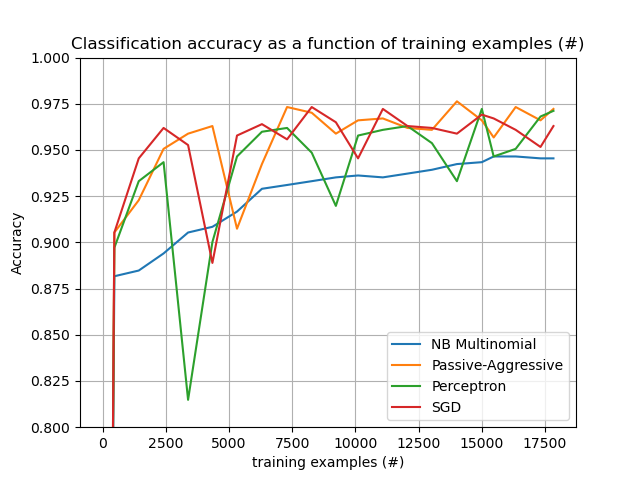 Classification accuracy as a function of training examples (#)
1.000
0.975
0.950
0.925
0.900
0.875
0.850
0.825
0.800
Accuracy
NB Multinomial
Passive-Aggressive
Perceptron
SGD
0 2500 5000 7500 10000 12500 15000 17500
training examples (#)